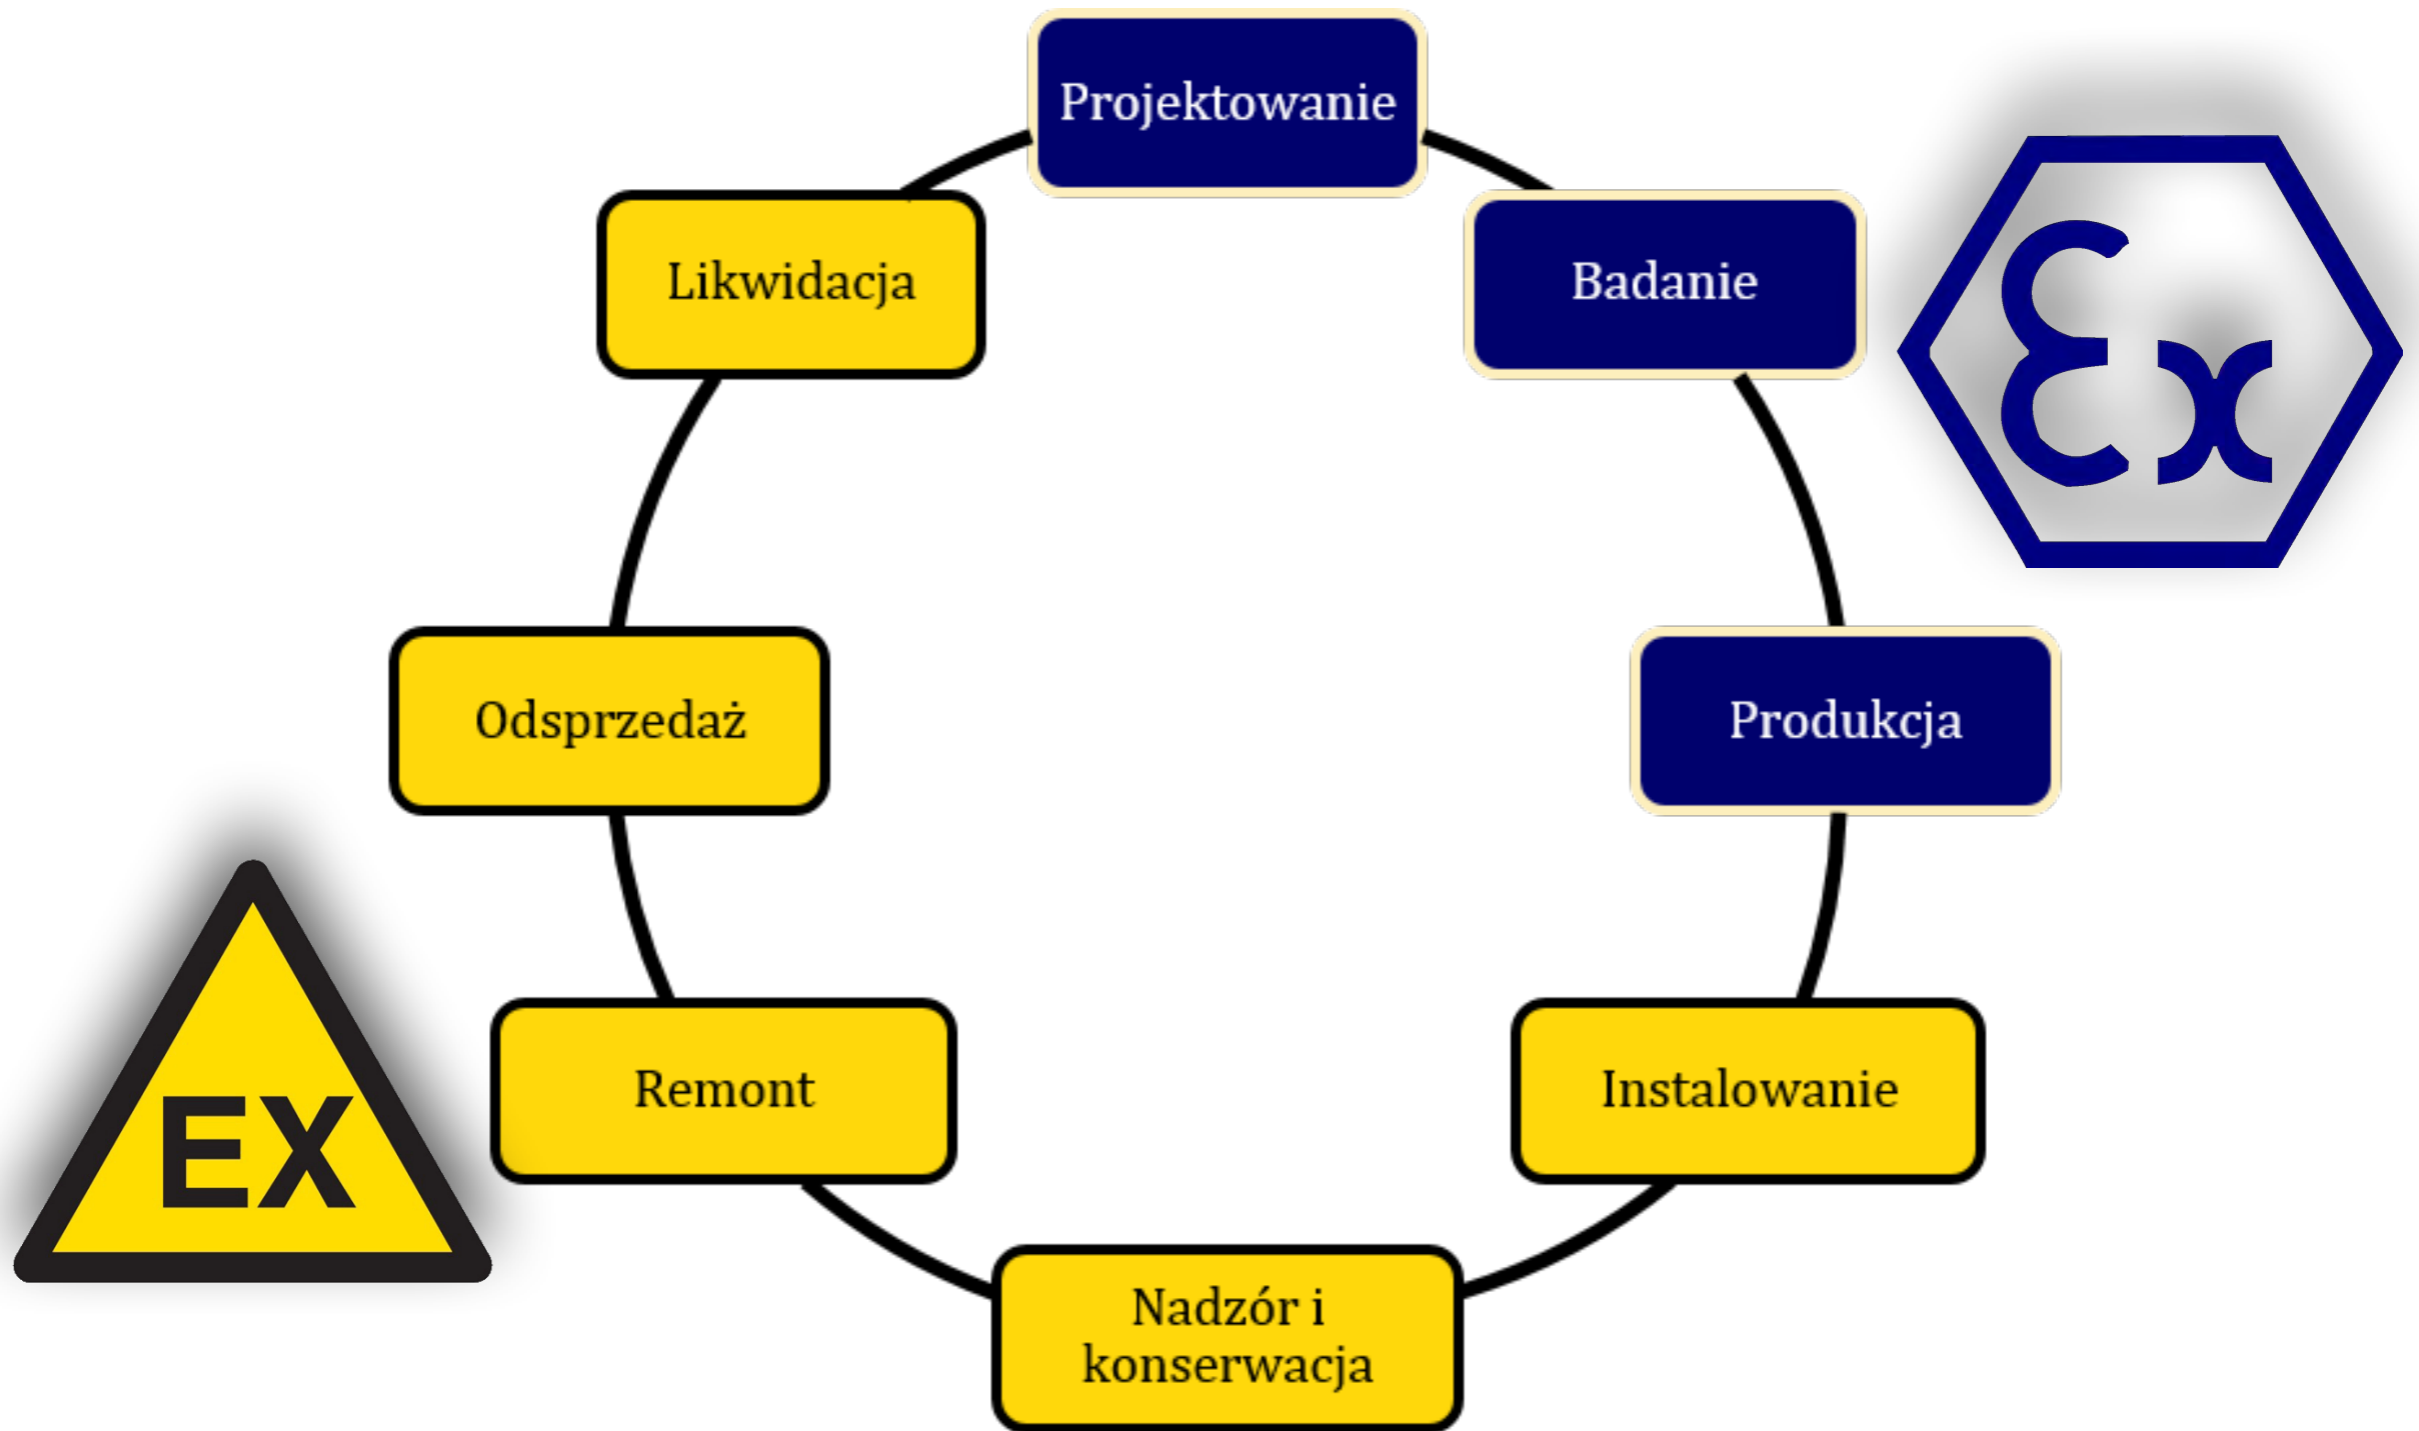 Projektowanie
Likwidacja
Badanie
Ex
Odsprzedaż
Produkcja
EX
Remont
Instalowanie
Nadzór i
konserwacja